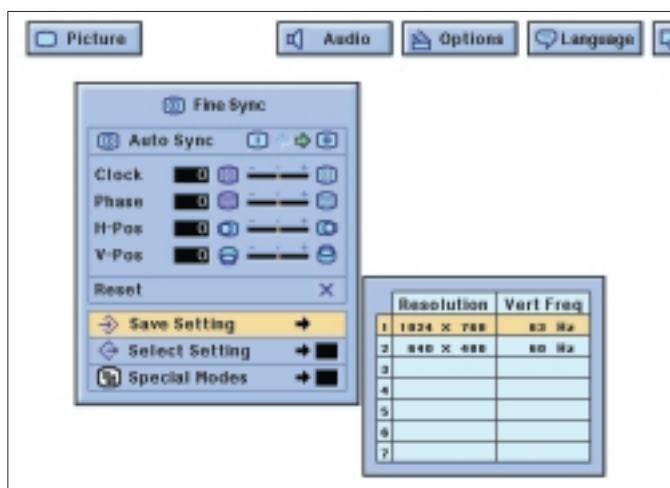 Picture
Audio
Options
Language
Fine Sync
Auto Sync
Clock 0
Phase 0
H-Pos 0
V-Pos 0
Reset
Save Setting
Select Setting
Special Modes
Resolution Vert Freq
1 1024 X 768 Hz
2 640 X 480 60 Hz
3
4
5
6
7